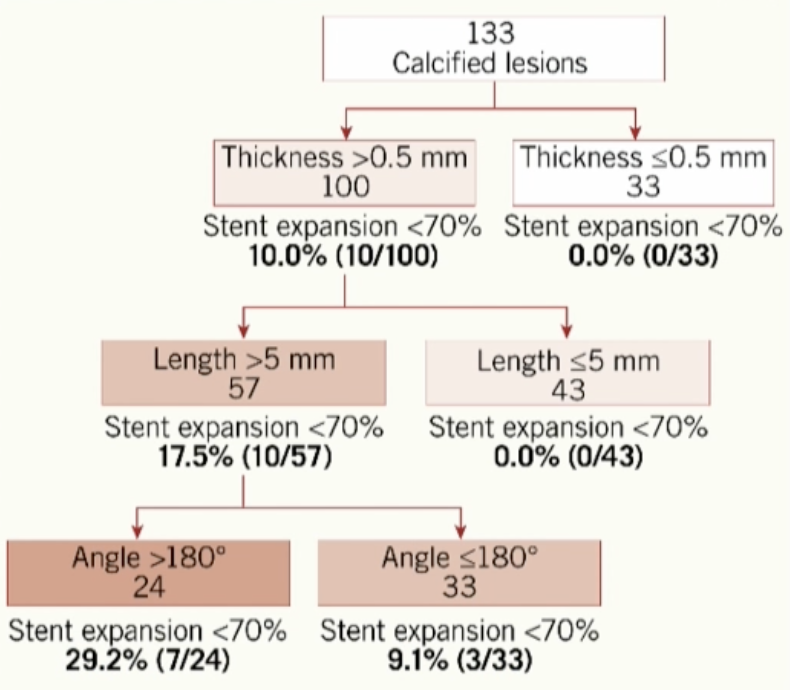 133
Calcified lesions
Thickness >0.5 mm
100
Thickness ≤0.5 mm
33
Stent expansion <70%
10.0% (10/100)
Stent expansion <70%
0.0% (0/33)
Length >5 mm
57
Length ≤5 mm
43
Stent expansion <70%
17.5% (10/57)
Stent expansion <70%
0.0% (0/43)
Angle >180°
24
Angle ≤180°
33
Stent expansion <70%
29.2% (7/24)
Stent expansion <70%
9.1% (3/33)